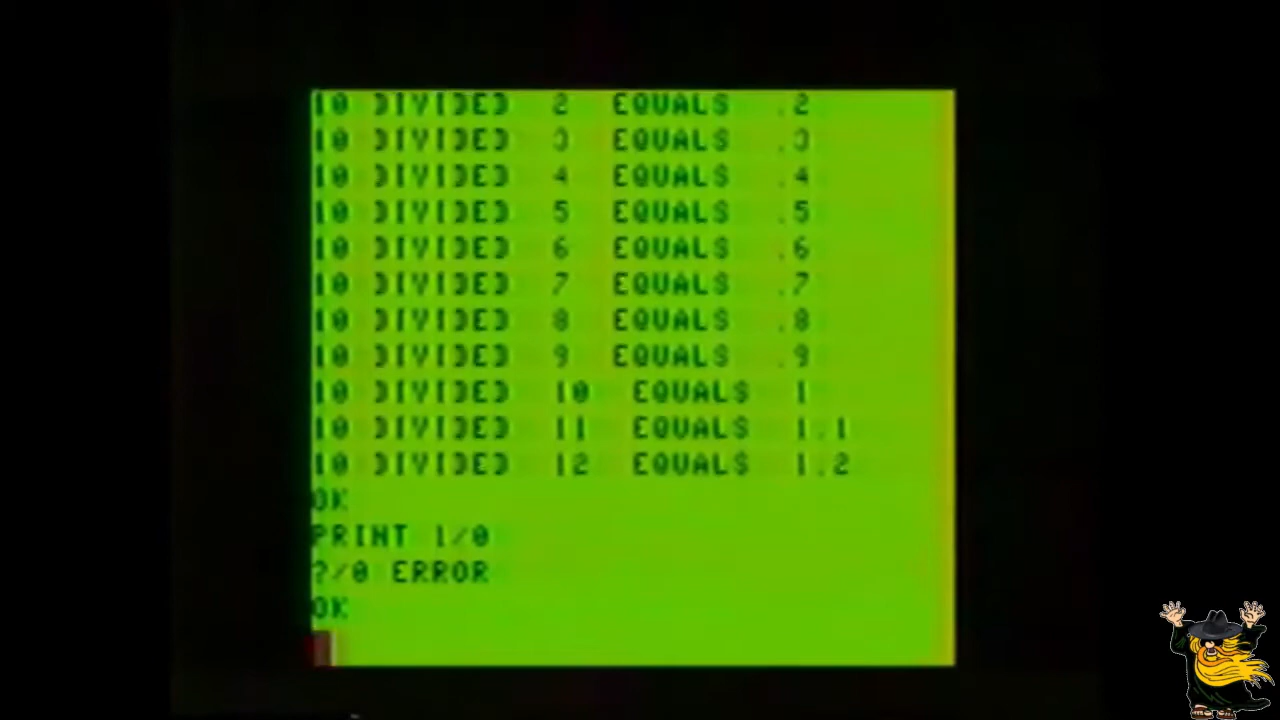 10 DIVIDED 2 EQUALS .2
10 DIVIDED 3 EQUALS .3
10 DIVIDED 4 EQUALS .4
10 DIVIDED 5 EQUALS .5
10 DIVIDED 6 EQUALS .6
10 DIVIDED 7 EQUALS .7
10 DIVIDED 8 EQUALS .8
10 DIVIDED 9 EQUALS .9
10 DIVIDED 10 EQUALS 1
10 DIVIDED 11 EQUALS 1.1
10 DIVIDED 12 EQUALS 1.2
OK
PRINT 1/0
?/0 ERROR
OK